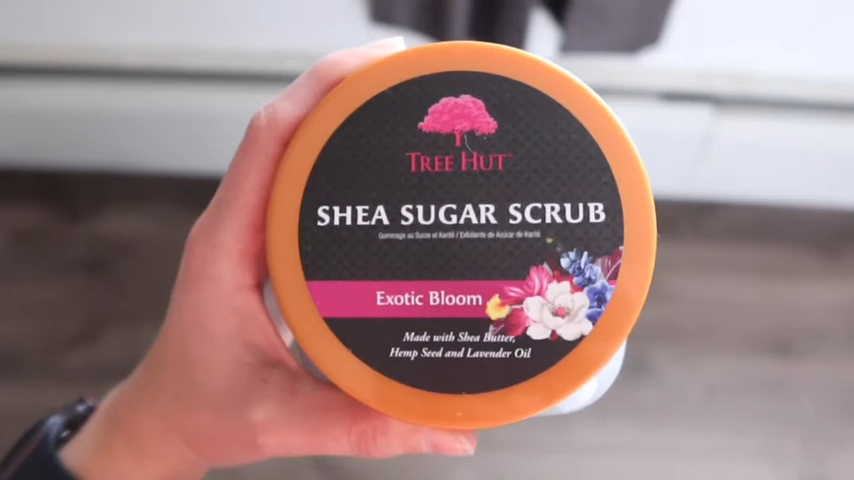 TREE HUT
SHEA SUGAR SCRUB
Gommage au Sucre et Karité / Exfoliante de Azúcar de Karité
Exotic Bloom
Made with Shea Butter,
Hemp Seed and Lavender Oil